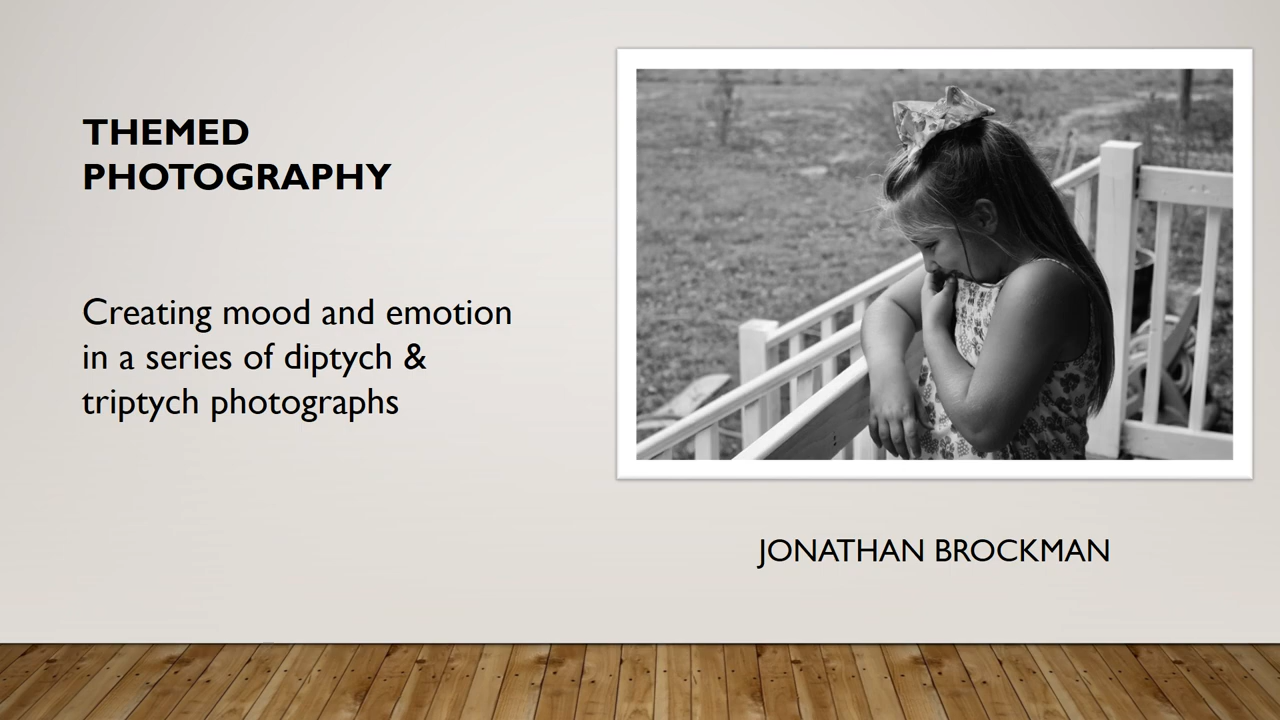 THEMED
PHOTOGRAPHY
Creating mood and emotion
in a series of diptych &
triptych photographs
JONATHAN BROCKMAN